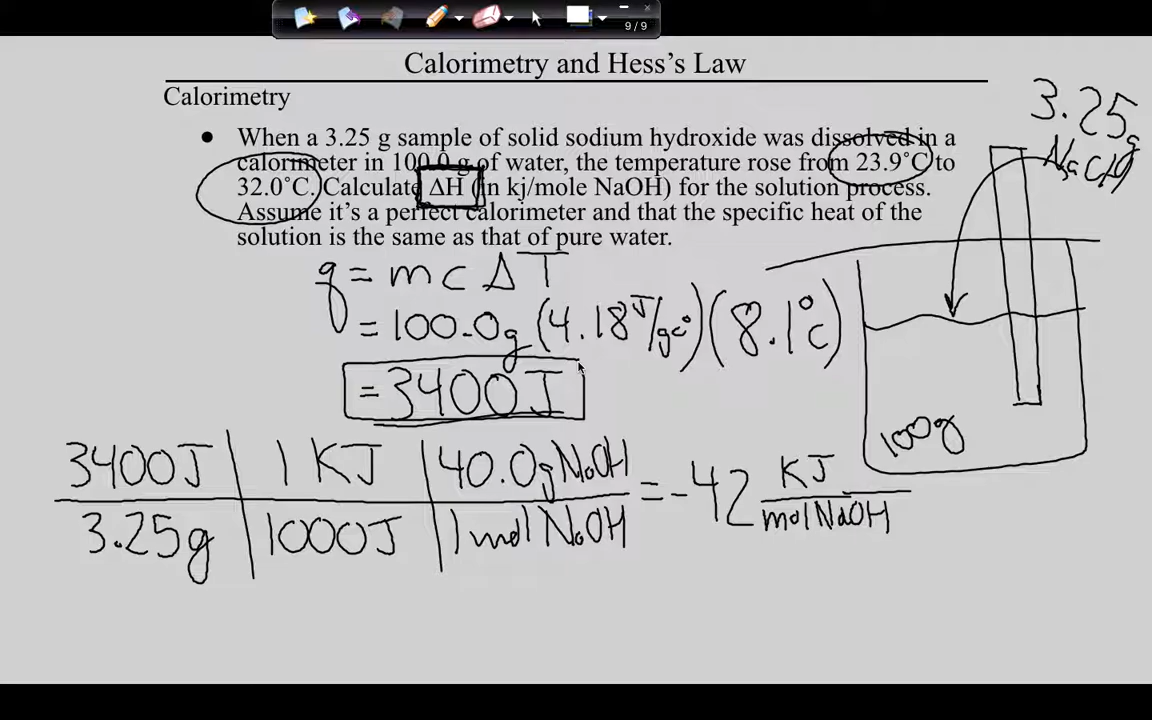 9/9
Calorimetry and Hess's Law
Calorimetry
• When a 3.25 g sample of solid sodium hydroxide was dissolved in a
calorimeter in 100.0 g of water, the temperature rose from 23.9°C to
32.0°C. Calculate ΔH (in kj/mole NaOH) for the solution process.
Assume it's a perfect calorimeter and that the specific heat of the
solution is the same as that of pure water.
3.25g
NaOH
q = mcΔT
= 100.0g (4.18 J/gC°)(8.1°C)
= 3400J
100g
3400J | 1 KJ | 40.0g NaOH = -42 KJ
3.25g | 1000J | 1 mol NaOH mol NaOH